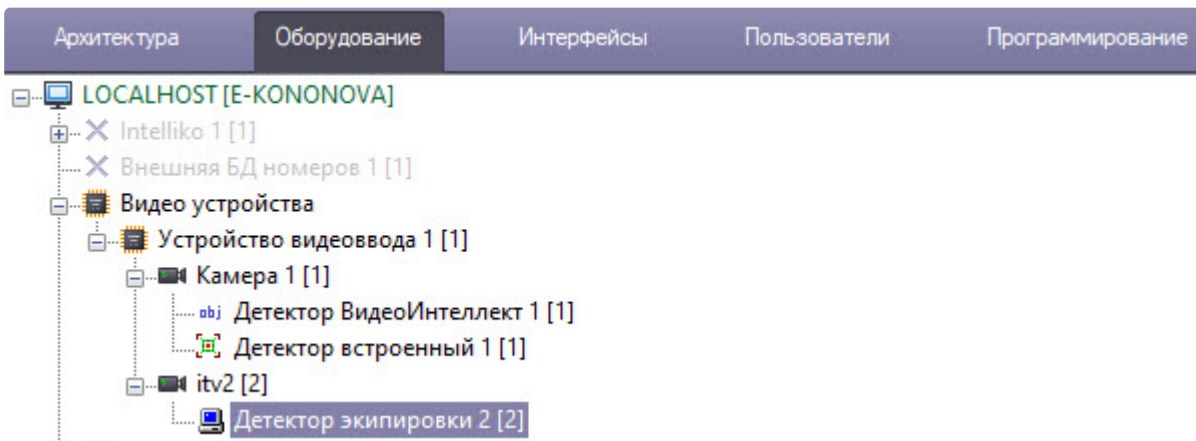 Архитектура Оборудование Интерфейсы Пользователи Программирование
LOCALHOST [E-KONONOVA]
Intelliko 1 [1]
Внешняя БД номеров 1 [1]
Видео устройства
Устройство видеоввода 1 [1]
Камера 1 [1]
obj Детектор ВидеоИнтеллект 1 [1]
Детектор встроенный 1 [1]
itv2 [2]
Детектор экипировки 2 [2]